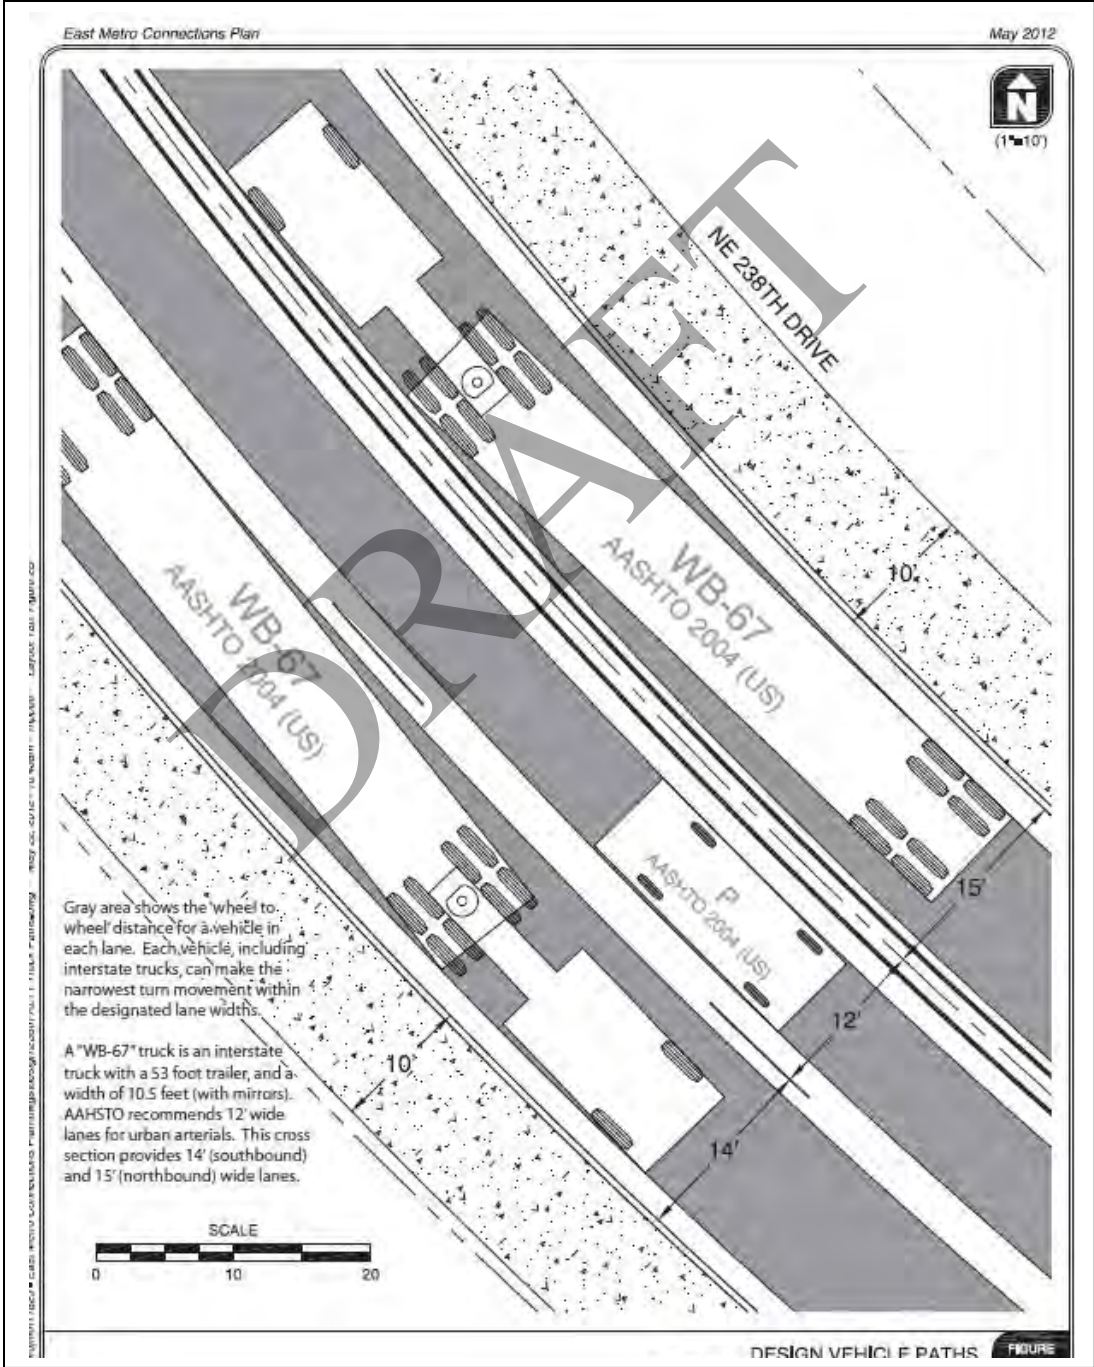 East Metro Connections Plan
May 2012
N
(1"=10')
NE 238TH DRIVE
DRAFT
10'
WB-67
AASHTO 2004 (US)
WB-67
AASHTO 2004 (US)
15'
P
AASHTO 2004 (US)
12'
14'
10'
Gray area shows the 'wheel to
wheel' distance for a vehicle in
each lane. Each vehicle, including
interstate trucks, can make the
narrowest turn movement within
the designated lane widths.
A "WB-67" truck is an interstate
truck with a 53 foot trailer, and a
width of 10.5 feet (with mirrors).
AAHSTO recommends 12' wide
lanes for urban arterials. This cross
section provides 14' (southbound)
and 15' (northbound) wide lanes.
SCALE
0 10 20
DESIGN VEHICLE PATHS
FIGURE